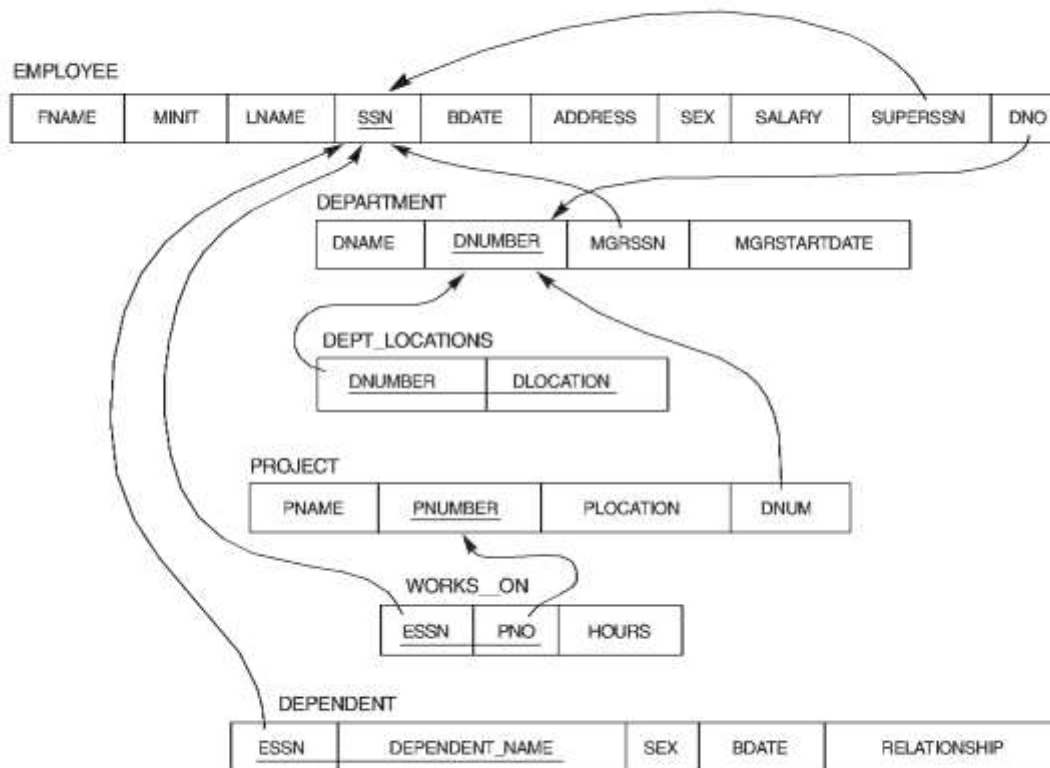 EMPLOYEE
FNAME MINIT LNAME SSN BDATE ADDRESS SEX SALARY SUPERSSN DNO
DEPARTMENT
DNAME DNUMBER MGRSSN MGRSTARTDATE
DEPT_LOCATIONS
DNUMBER DLOCATION
PROJECT
PNAME PNUMBER PLOCATION DNUM
WORKS_ON
ESSN PNO HOURS
DEPENDENT
ESSN DEPENDENT_NAME SEX BDATE RELATIONSHIP